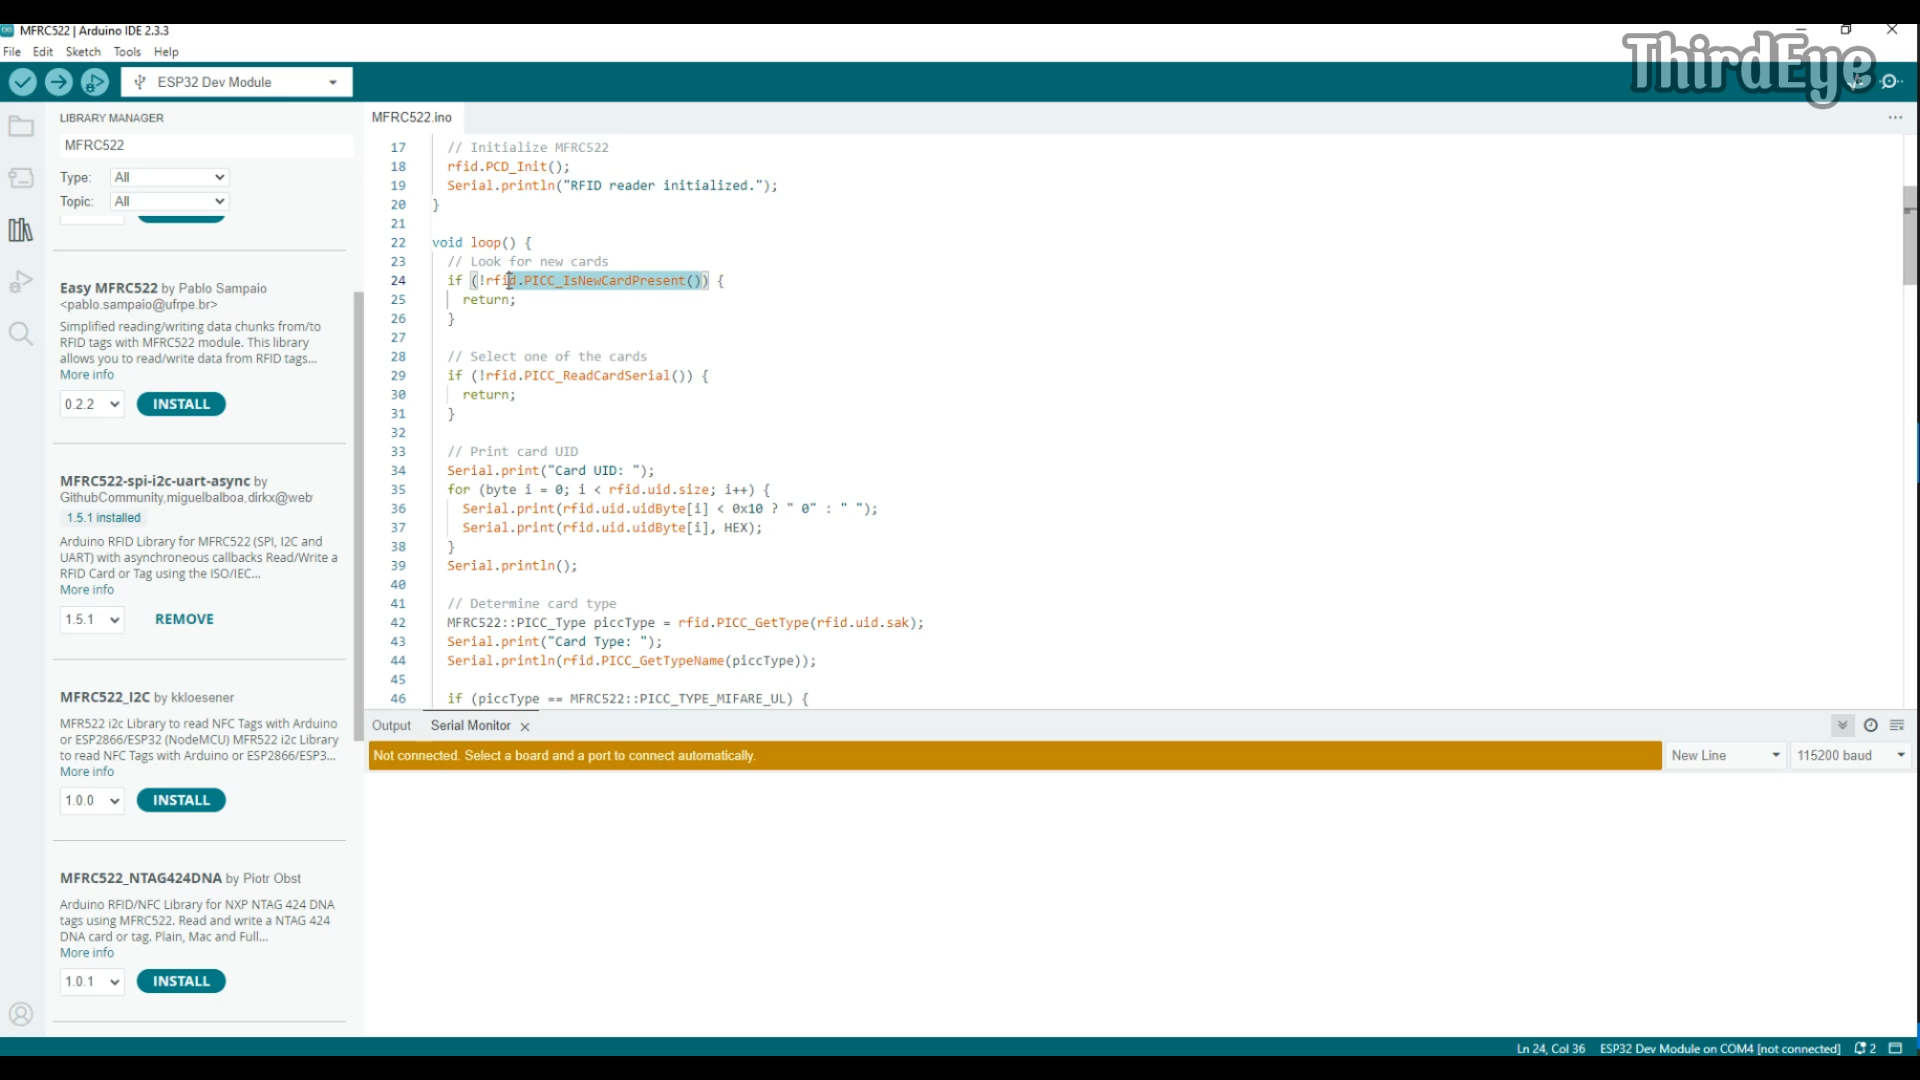 MFRC522 | Arduino IDE 2.3.3
File Edit Sketch Tools Help
ThirdEye
ESP32 Dev Module
LIBRARY MANAGER
MFRC522
Type: All
Topic: All
Easy MFRC522 by Pablo Sampaio
<pablo.sampaio@ufrpe.br>
Simplified reading/writing data chunks from/to
RFID tags with MFRC522 module. This library
allows you to read/write data from RFID tags...
More info
0.2.2 INSTALL
MFRC522-spi-i2c-uart-async by
GithubCommunity,miguelbalboa,dirkx@web
1.5.1 installed
Arduino RFID Library for MFRC522 (SPI, I2C and
UART) with asynchroneous callbacks Read/Write a
RFID Card or Tag using the ISO/IEC...
More info
1.5.1 REMOVE
MFRC522_I2C by kkloesener
MFR522 i2c Library to read NFC Tags with Arduino
or ESP2866/ESP32 (NodeMCU) MFR522 i2c Library
to read NFC Tags with Arduino or ESP2866/ESP3...
More info
1.0.0 INSTALL
MFRC522_NTAG424DNA by Piotr Obst
Arduino RFID/NFC Library for NXP NTAG 424 DNA
tags using MFRC522. Read and write a NTAG 424
DNA card or tag. Plain, Mac and Full...
More info
1.0.1 INSTALL
MFRC522.ino
17 // Initialize MFRC522
18 rfid.PCD_Init();
19 Serial.println("RFID reader initialized.");
20 }
21
22 void loop() {
23 // Look for new cards
24 if (!rfid.PICC_IsNewCardPresent()) {
25 return;
26 }
27
28 // Select one of the cards
29 if (!rfid.PICC_ReadCardSerial()) {
30 return;
31 }
32
33 // Print card UID
34 Serial.print("Card UID: ");
35 for (byte i = 0; i < rfid.uid.size; i++) {
36 Serial.print(rfid.uid.uidByte[i] < 0x10 ? " 0" : " ");
37 Serial.print(rfid.uid.uidByte[i], HEX);
38 }
39 Serial.println();
40
41 // Determine card type
42 MFRC522::PICC_Type piccType = rfid.PICC_GetType(rfid.uid.sak);
43 Serial.print("Card Type: ");
44 Serial.println(rfid.PICC_GetTypeName(piccType));
45
46 if (piccType == MFRC522::PICC_TYPE_MIFARE_UL) {
Output Serial Monitor
Not connected. Select a board and a port to connect automatically.
New Line 115200 baud
Ln 24, Col 36 ESP32 Dev Module on COM4 [not connected] 2